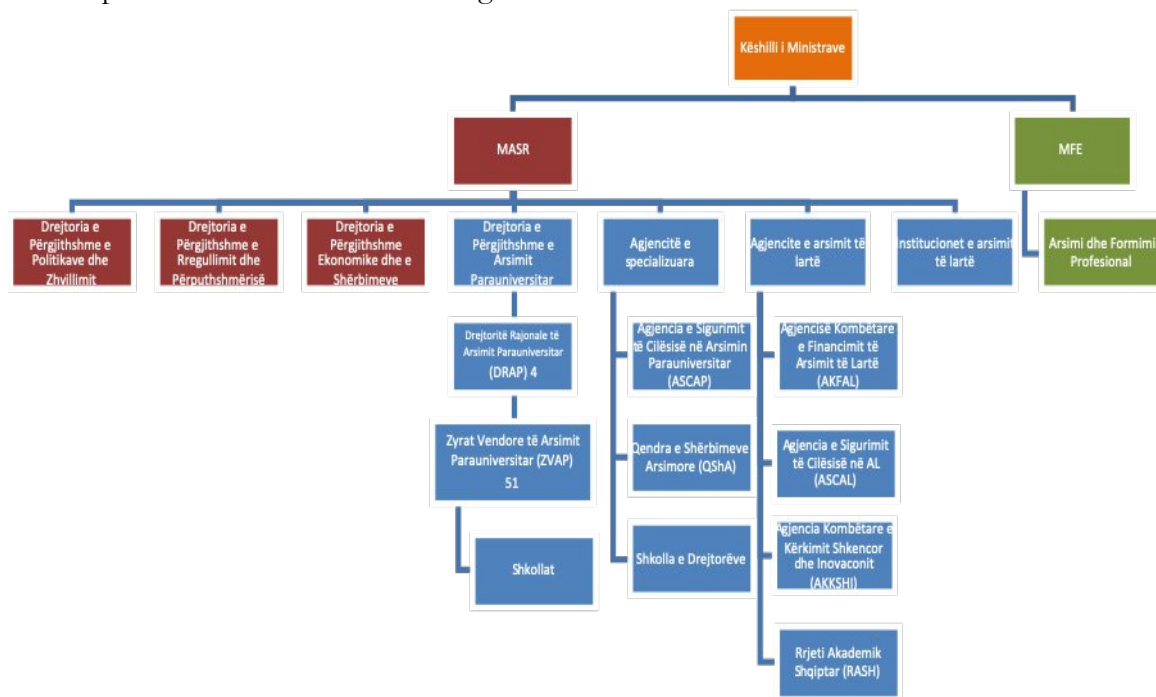 Këshilli i Ministrave
MASR
MFE
Drejtoria e
Përgjithshme e
Politikave dhe
Zhvillimit
Drejtoria e
Përgjithshme e
Rregullimit dhe
Përputhshmërisë
Drejtoria e
Përgjithshme
Ekonomike dhe e
Shërbimeve
Drejtoria e
Përgjithshme e
Arsimit
Parauniversitar
Agjencitë e
specializuara
Agjencite e arsimit të
lartë
Institucionet e arsimit
të lartë
Arsimi dhe Formimi
Profesional
Drejtoritë Rajonale të
Arsimit Parauniversitar
(DRAP) 4
Zyrat Vendore të Arsimit
Parauniversitar (ZVAP)
51
Shkollat
Agjencia e Sigurimit
të Cilësisë në Arsimin
Parauniversitar
(ASCAP)
Qendra e Shërbimeve
Arsimore (QShA)
Shkolla e Drejtorëve
Agjencisë Kombëtare
e Financimit të
Arsimit të Lartë
(AKFAL)
Agjencia e Sigurimit
të Cilësisë në AL
(ASCAL)
Agjencia Kombëtare e
Kërkimit Shkencor
dhe Inovaconit
(AKKSHI)
Rrjeti Akademik
Shqiptar (RASH)